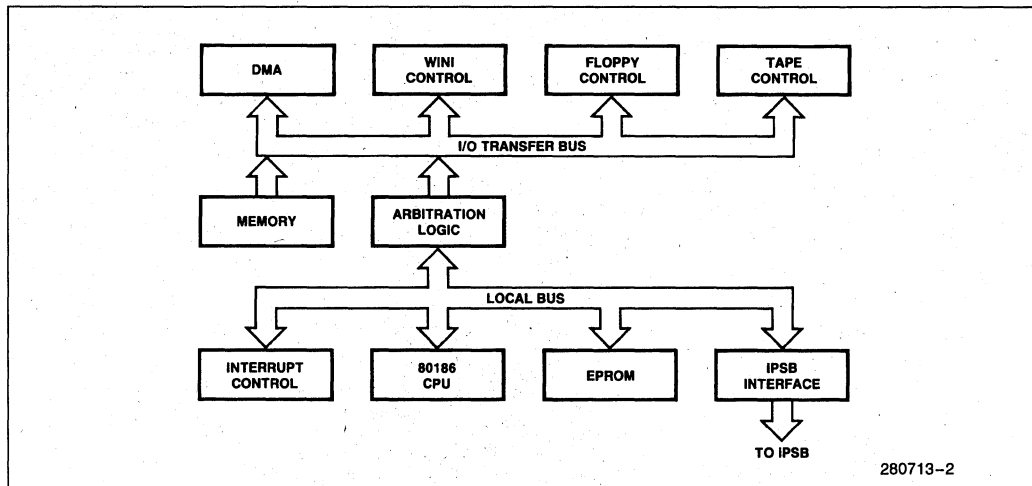 DMA
WINI
CONTROL
FLOPPY
CONTROL
TAPE
CONTROL
I/O TRANSFER BUS
MEMORY
ARBITRATION
LOGIC
LOCAL BUS
INTERRUPT
CONTROL
80186
CPU
EPROM
IPSB
INTERFACE
TO IPSB
280713-2